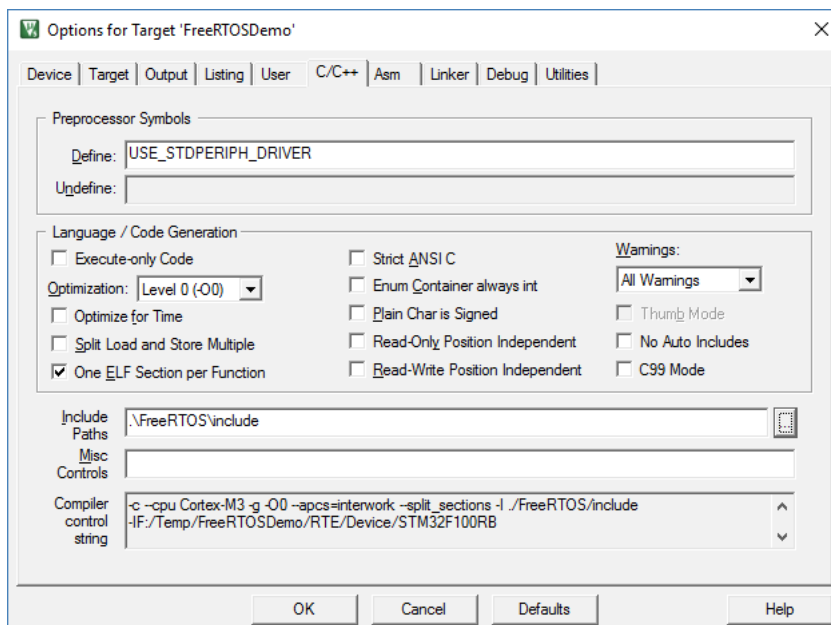 Options for Target 'FreeRTOSDemo'
Device Target Output Listing User C/C++ Asm Linker Debug Utilities
Preprocessor Symbols
Define: USE_STDPERIPH_DRIVER
Undefine:
Language / Code Generation
Execute-only Code
Strict ANSI C
Warnings:
Optimization: Level 0 (-O0)
Enum Container always int
All Warnings
Optimize for Time
Plain Char is Signed
Thumb Mode
Split Load and Store Multiple
Read-Only Position Independent
No Auto Includes
One ELF Section per Function
Read-Write Position Independent
C99 Mode
Include Paths
.\FreeRTOS\include
...
Misc Controls
Compiler control string
-c --cpu Cortex-M3 -g -O0 --apcs=interwork --split_sections -I ./FreeRTOS/include
-IF:/Temp/FreeRTOSDemo/RTE/Device/STM32F100RB
OK Cancel Defaults Help